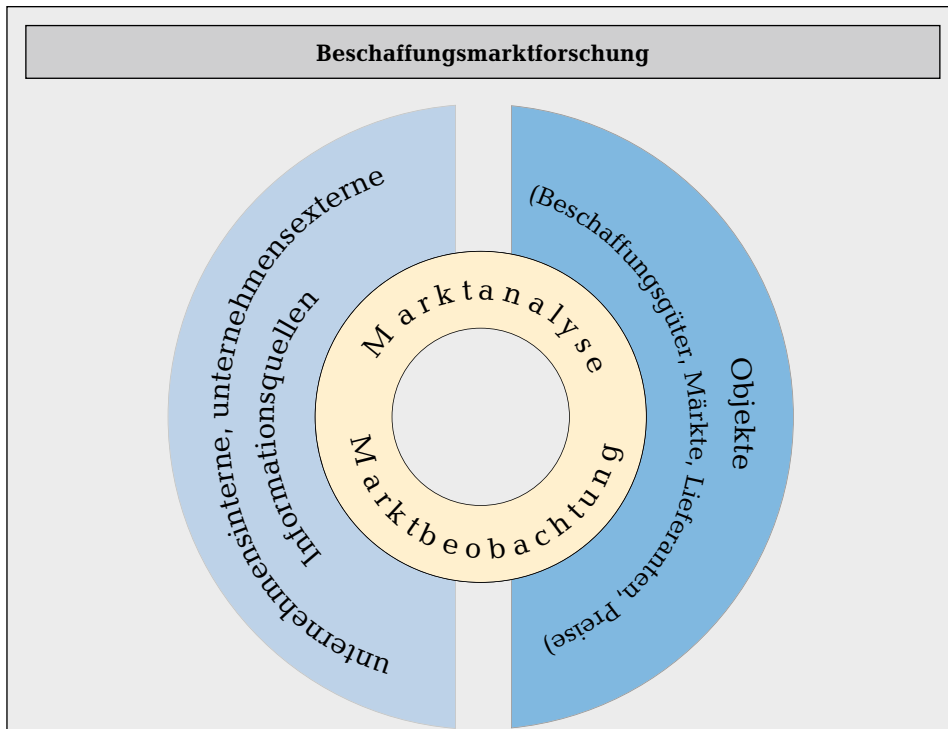 Beschaffungsmarktforschung
unternehmensinterne, unternehmensexterne
Informationsquellen
Marktanalyse
Marktbeobachtung
Objekte
(Beschaffungsgüter, Märkte, Lieferanten, Preise)